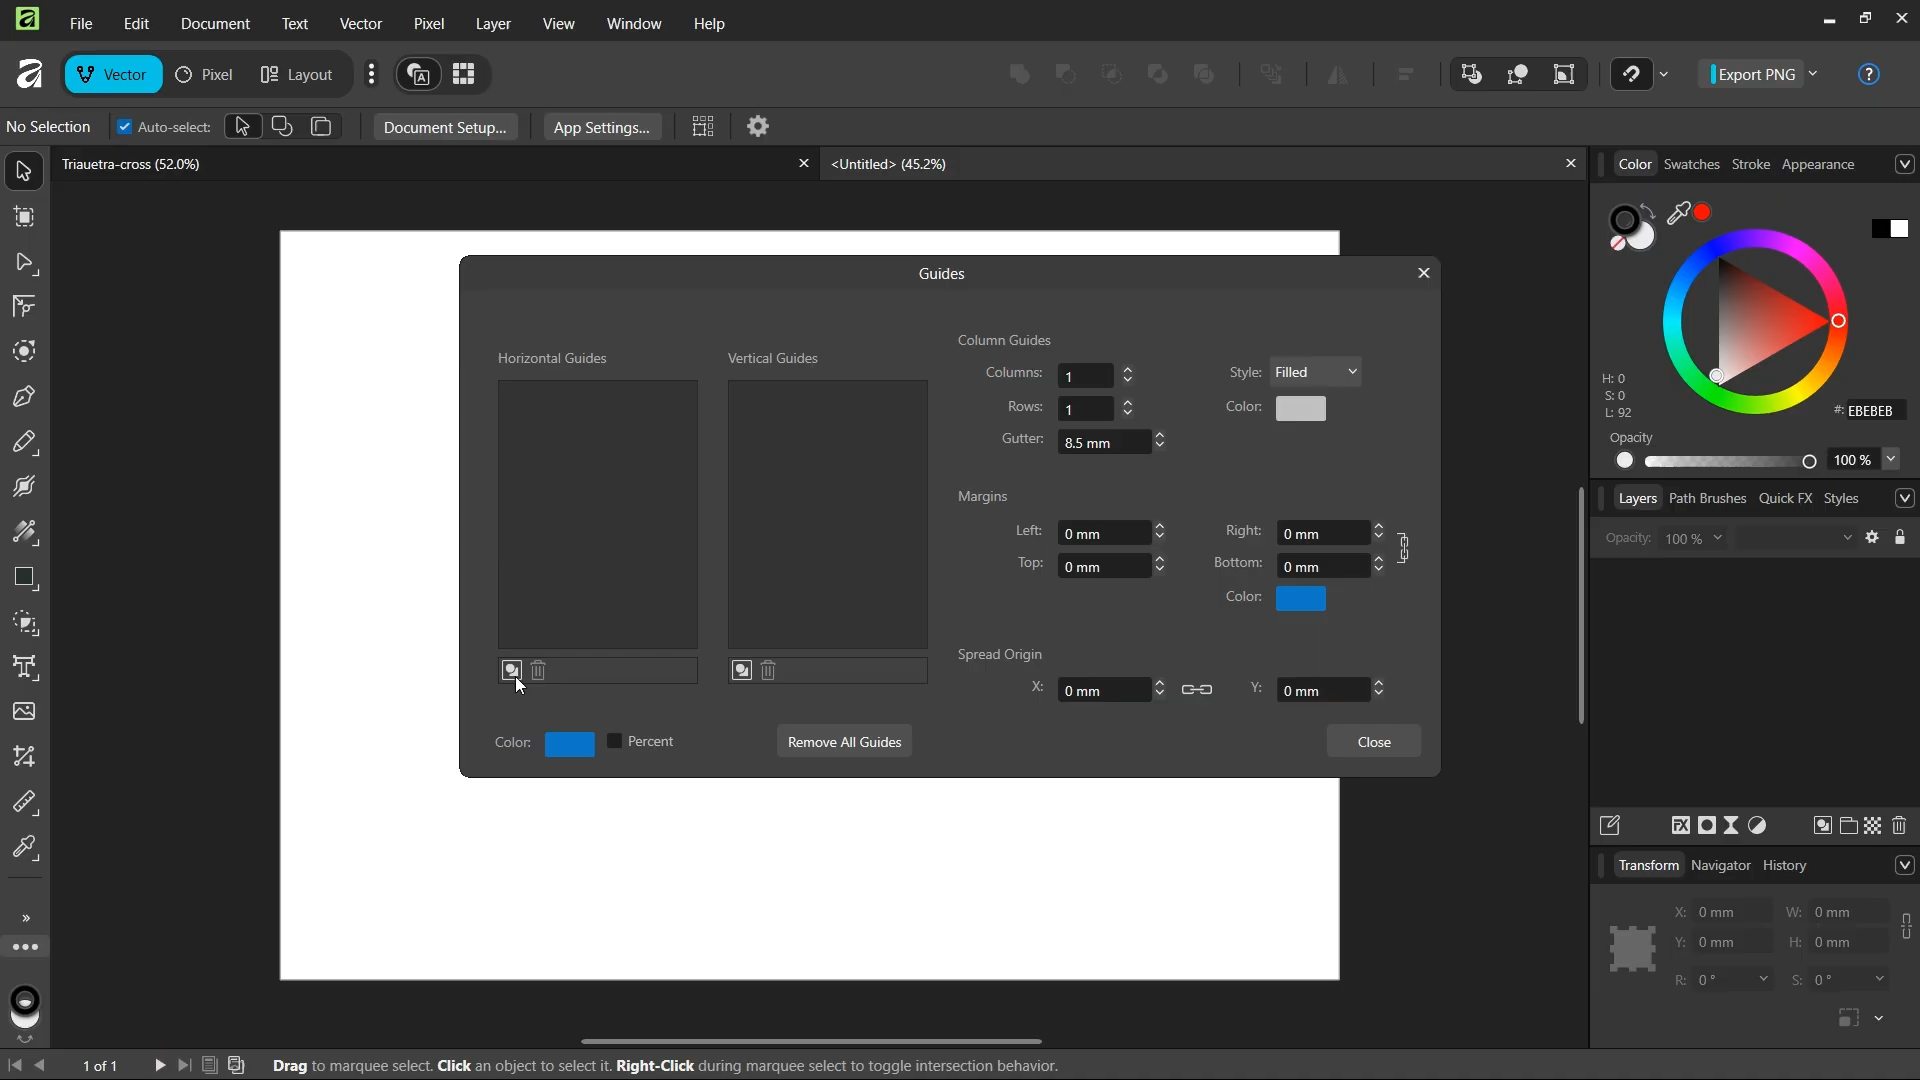 File Edit Document Text Vector Pixel Layer View Window Help
Vector Pixel Layout Export PNG ?
No Selection Auto-select: Document Setup... App Settings...
Triauetra-cross (52.0%) <Untitled> (45.2%)
Color Swatches Stroke Appearance
H: 0
S: 0
L: 92
#: EBEBEB
Opacity
100 %
Layers Path Brushes Quick FX Styles
Opacity: 100 %
Guides
Horizontal Guides
Vertical Guides
Column Guides
Columns: 1 Style: Filled
Rows: 1 Color:
Gutter: 8.5 mm
Margins
Left: 0 mm Right: 0 mm
Top: 0 mm Bottom: 0 mm
Color:
Spread Origin
X: 0 mm Y: 0 mm
Color: Percent Remove All Guides Close
FX
Transform Navigator History
X: 0 mm W: 0 mm
Y: 0 mm H: 0 mm
R: 0 ° S: 0 °
1 of 1 Drag to marquee select. Click an object to select it. Right-Click during marquee select to toggle intersection behavior.